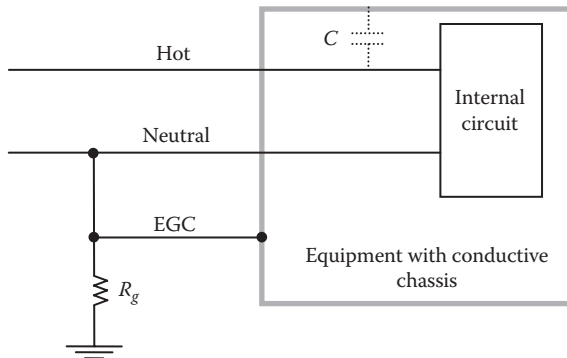 C
Hot
Internal
circuit
Neutral
EGC
Equipment with conductive
chassis
R_g